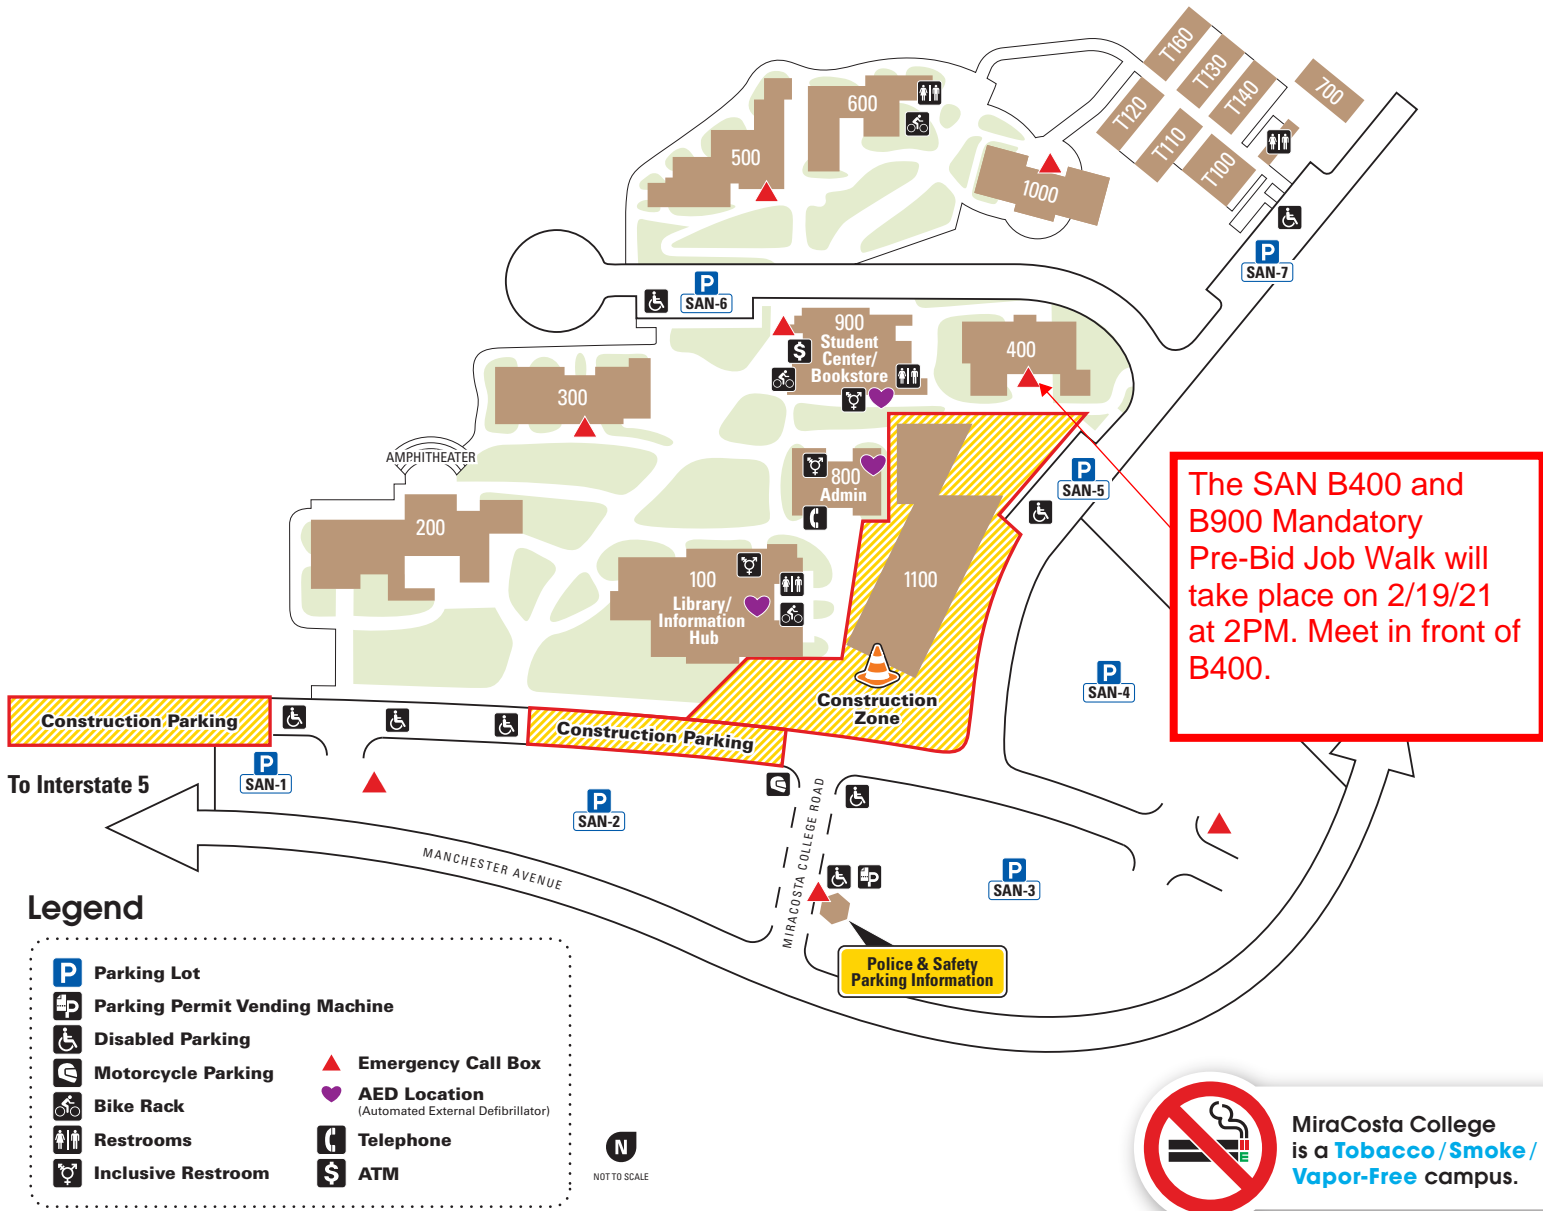 T160
T130
T140
700
T120
T110
T100
600
500
1000
P
SAN-7
P
SAN-6
900
Student
Center/
Bookstore
$
400
300
AMPHITHEATER
800
Admin
P
SAN-5
200
100
Library/
Information
Hub
1100
The SAN B400 and
B900 Mandatory
Pre-Bid Job Walk will
take place on 2/19/21
at 2PM. Meet in front of
B400.
P
SAN-4
Construction
Zone
Construction Parking
Construction Parking
To Interstate 5
P
SAN-1
P
SAN-2
MANCHESTER AVENUE
MIRACOSTA COLLEGE ROAD
P
SAN-3
P
Police & Safety
Parking Information
Legend
P Parking Lot
P Parking Permit Vending Machine
Disabled Parking
Motorcycle Parking
Bike Rack
Restrooms
Inclusive Restroom
Emergency Call Box
AED Location
(Automated External Defibrillator)
Telephone
$ ATM
N
NOT TO SCALE
MiraCosta College
is a Tobacco/Smoke/
Vapor-Free campus.